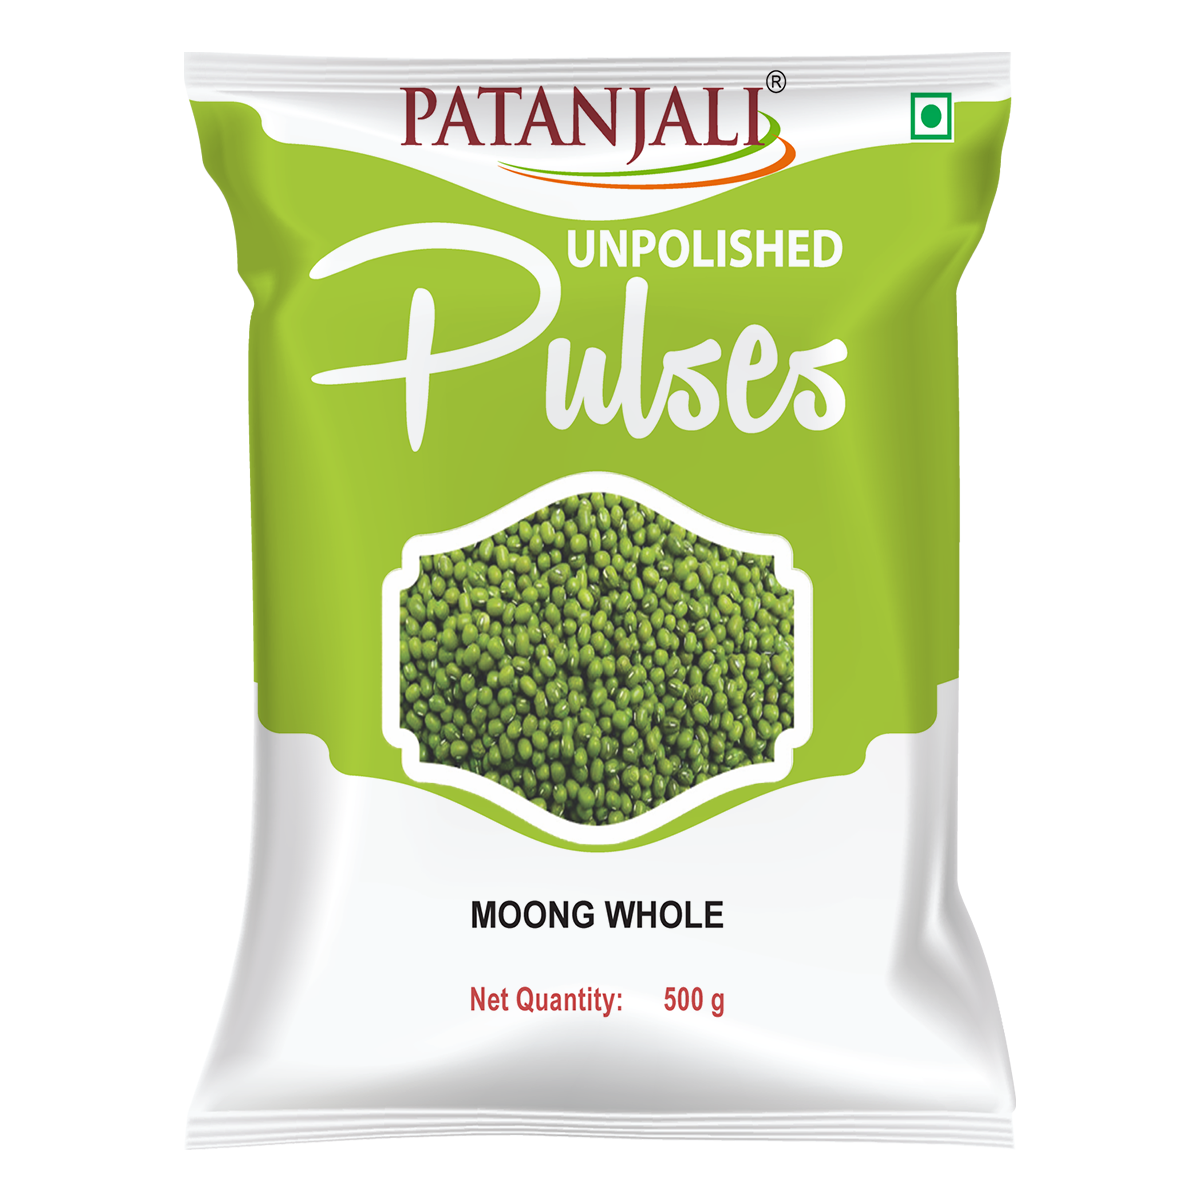 PATANJALI®
UNPOLISHED
Pulses
MOONG WHOLE
Net Quantity: 500 g